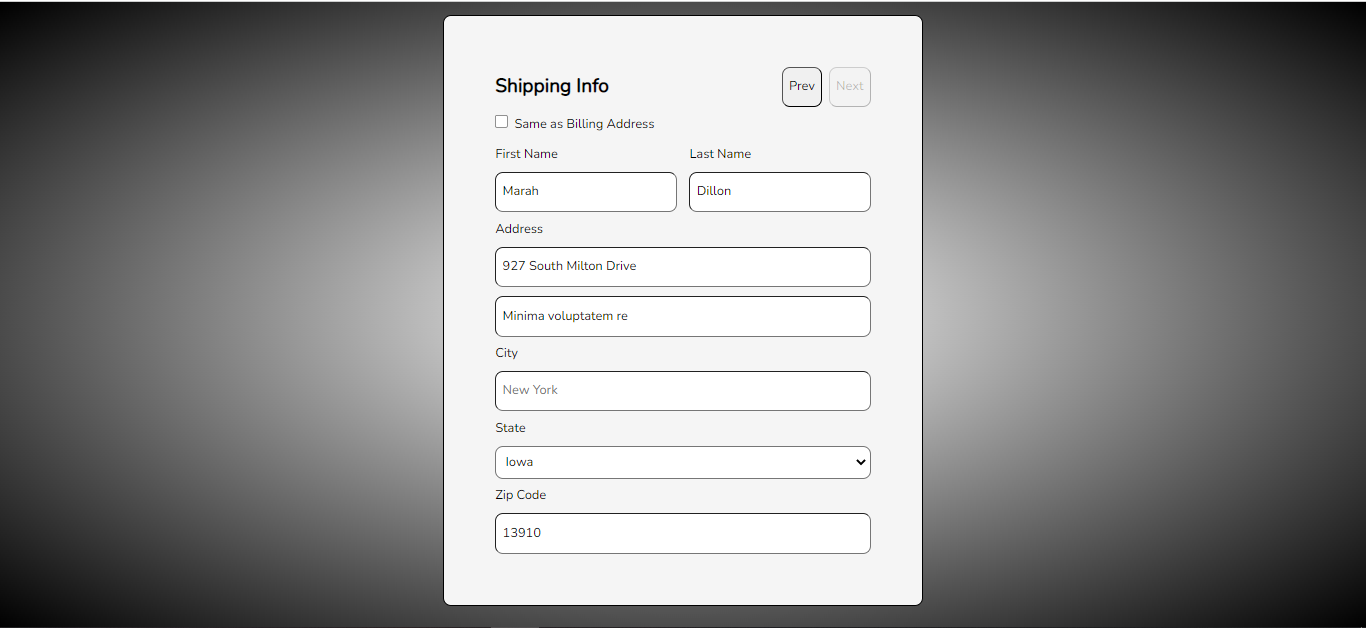 Shipping Info
Prev
Next
Same as Billing Address
First Name
Last Name
Marah
Dillon
Address
927 South Milton Drive
Minima voluptatem re
City
New York
State
Iowa
Zip Code
13910